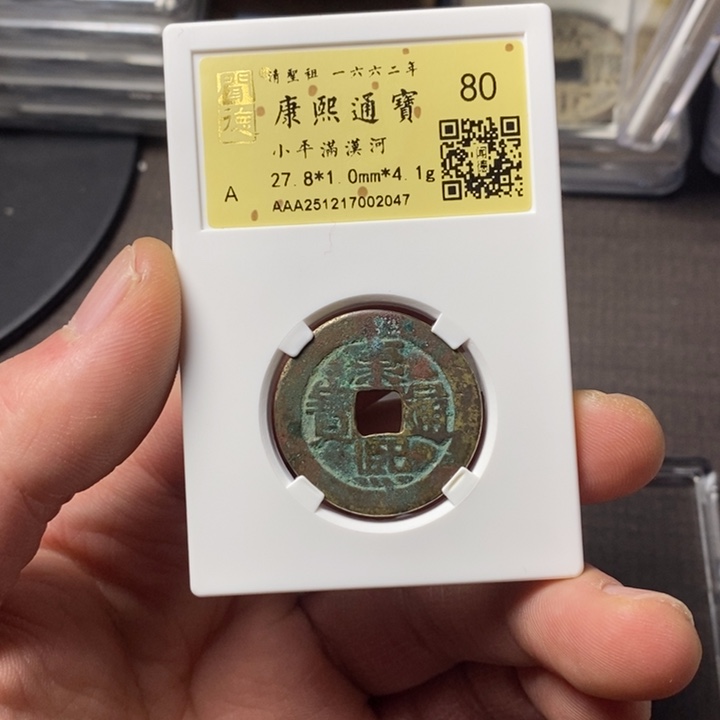 聞德
清聖祖 一六六二年
康熙通寶
80
小平滿漢河
A
27.8*1.0mm*4.1g
AAA251217002047
康熙通寶